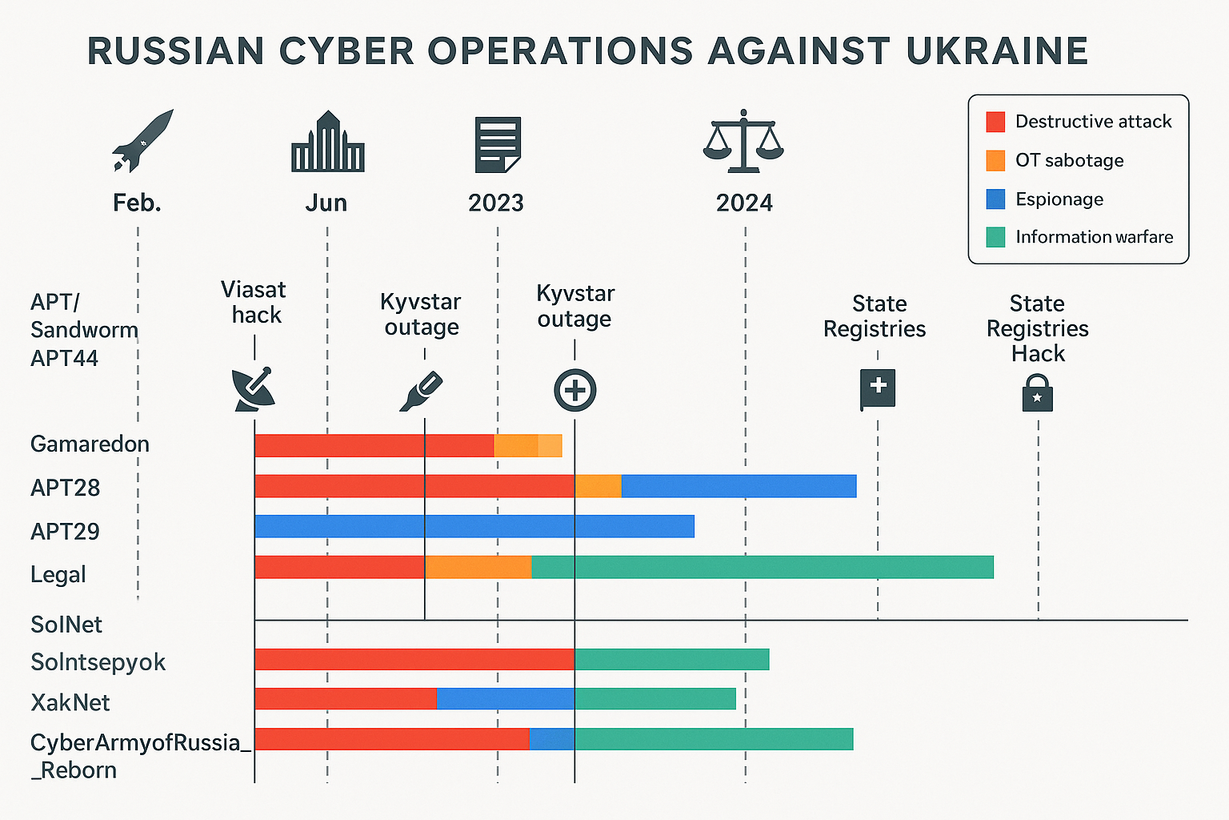 RUSSIAN CYBER OPERATIONS AGAINST UKRAINE
Feb.
Jun
2023
2024
Destructive attack
OT sabotage
Espionage
Information warfare
APT/
Sandworm
APT44
Viasat
hack
Kyvstar
outage
Kyvstar
outage
State
Registries
State
Registries
Hack
Gamaredon
APT28
APT29
Legal
SolNet
Solntsepyok
XakNet
CyberArmyofRussia_
_Reborn